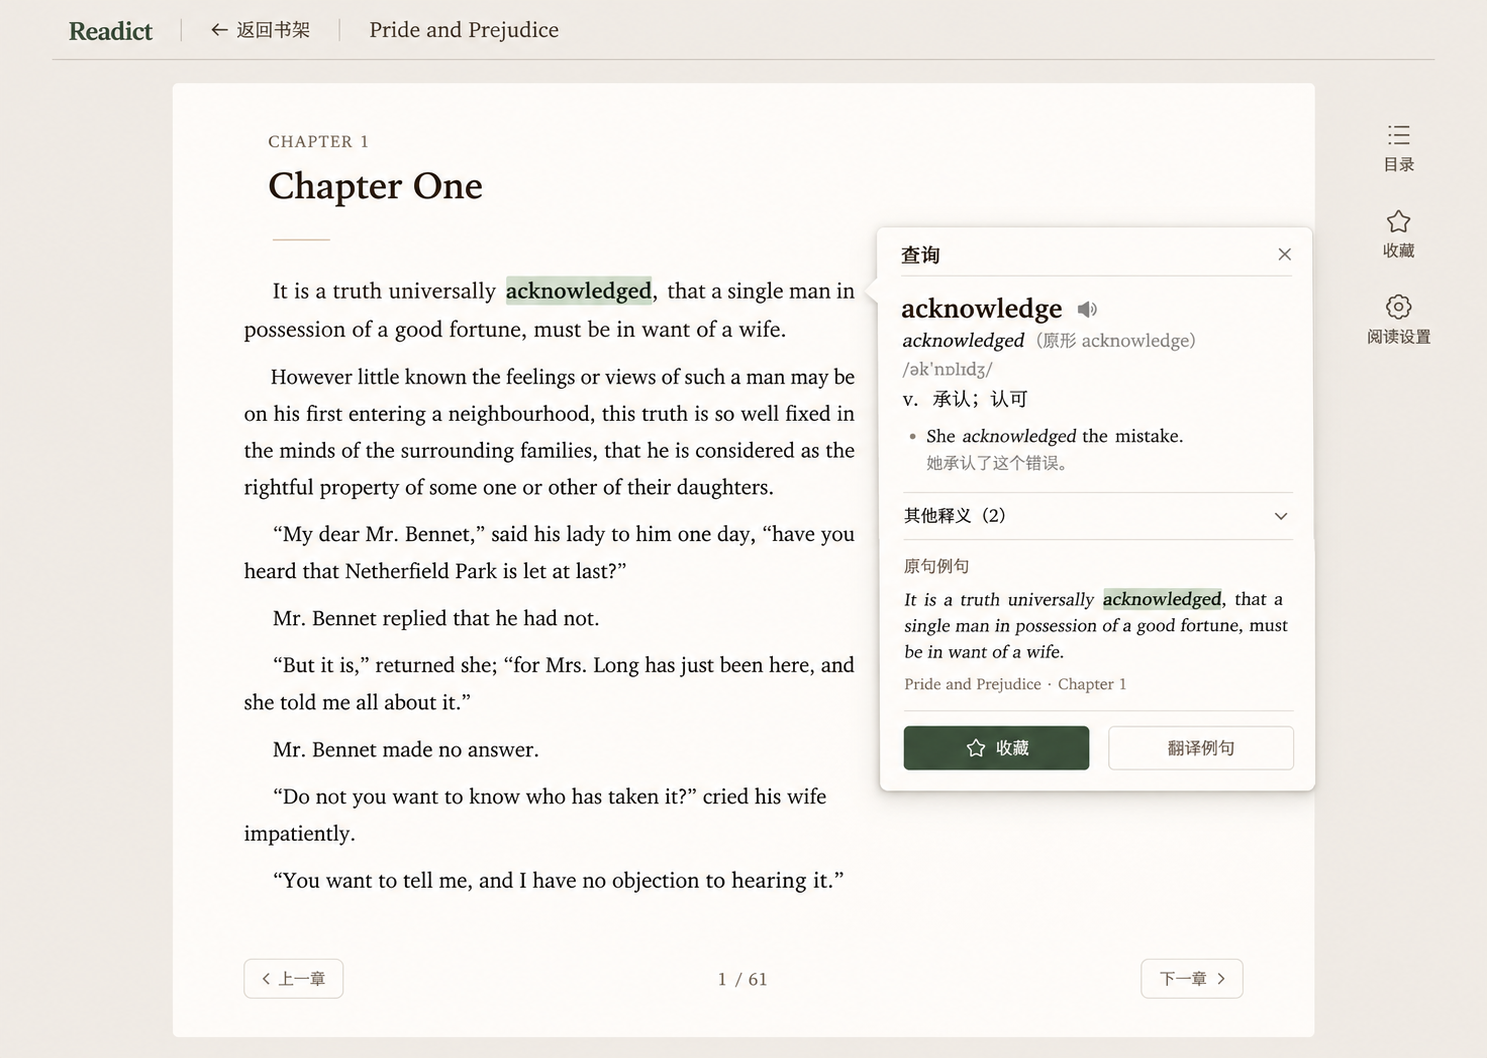 Readict
← 返回书架
Pride and Prejudice
CHAPTER 1
Chapter One
It is a truth universally acknowledged, that a single man in
possession of a good fortune, must be in want of a wife.
However little known the feelings or views of such a man may be
on his first entering a neighbourhood, this truth is so well fixed in
the minds of the surrounding families, that he is considered as the
rightful property of some one or other of their daughters.
“My dear Mr. Bennet,” said his lady to him one day, “have you
heard that Netherfield Park is let at last?”
Mr. Bennet replied that he had not.
“But it is,” returned she; “for Mrs. Long has just been here, and
she told me all about it.”
Mr. Bennet made no answer.
“Do not you want to know who has taken it?” cried his wife
impatiently.
“You want to tell me, and I have no objection to hearing it.”
上一章
1 / 61
下一章
查询
acknowledge
acknowledged（原形 acknowledge）
/ək'nɒlɪdʒ/
v. 承认；认可
• She acknowledged the mistake.
她承认了这个错误。
其他释义（2）
原句例句
It is a truth universally acknowledged, that a
single man in possession of a good fortune, must
be in want of a wife.
Pride and Prejudice · Chapter 1
收藏
翻译例句
目录
收藏
阅读设置